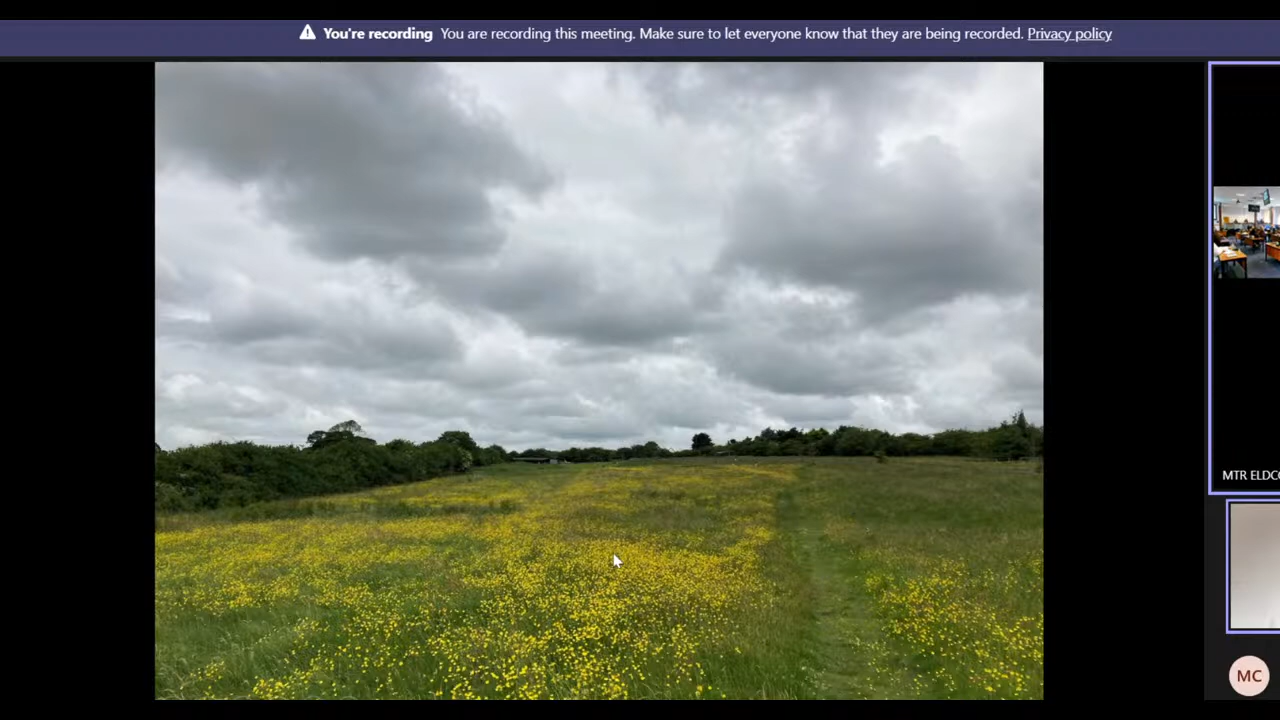 You're recording You are recording this meeting. Make sure to let everyone know that they are being recorded. Privacy policy
MTR ELDC
MC